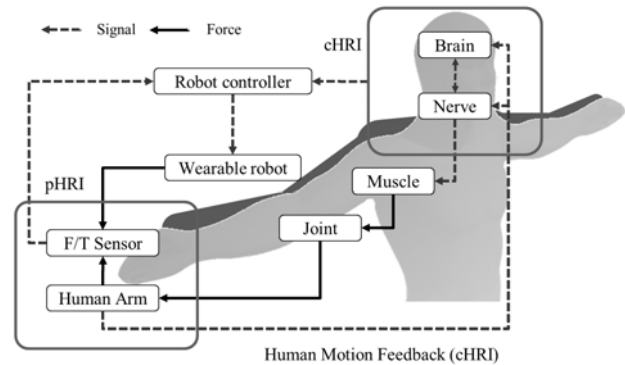 Signal
Force
cHRI
Brain
Robot controller
Nerve
Wearable robot
pHRI
Muscle
F/T Sensor
Joint
Human Arm
Human Motion Feedback (cHRI)